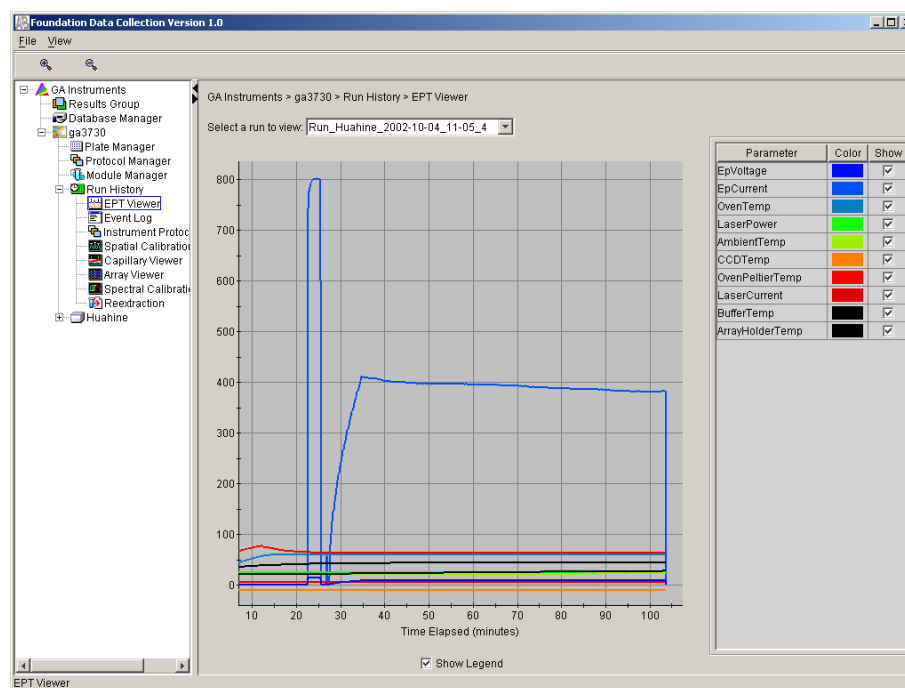 Foundation Data Collection Version 1.0
File View
GA Instruments
Results Group
Database Manager
ga3730
Plate Manager
Protocol Manager
Module Manager
Run History
EPT Viewer
Event Log
Instrument Protoc
Spatial Calibration
Capillary Viewer
Array Viewer
Spectral Calibrati
Reextraction
Huahine
GA Instruments > ga3730 > Run History > EPT Viewer
Select a run to view: Run_Huahine_2002-10-04_11-05_4
800
700
600
500
400
300
200
100
0
10 20 30 40 50 60 70 80 90 100
Time Elapsed (minutes)
Show Legend
Parameter Color Show
EpVoltage
EpCurrent
OvenTemp
LaserPower
AmbientTemp
CCDTemp
OvenPeltierTemp
LaserCurrent
BufferTemp
ArrayHolderTemp
EPT Viewer